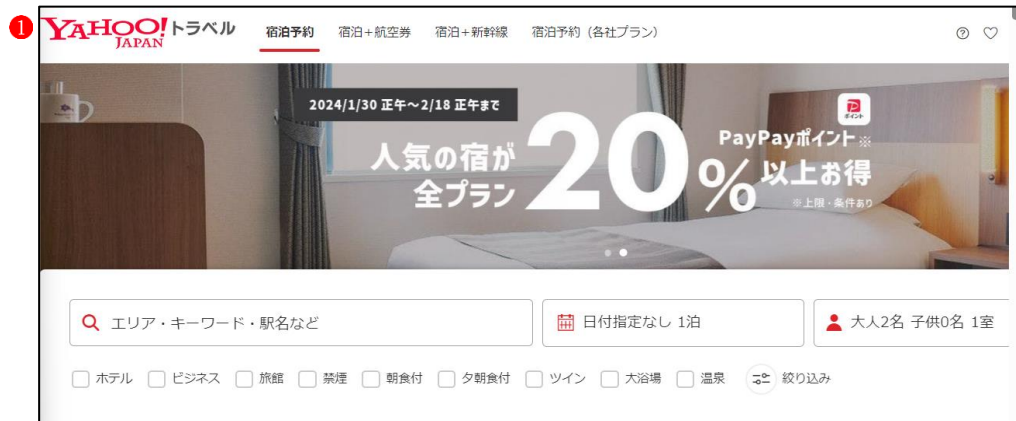 1
YAHOO! JAPAN トラベル 宿泊予約 宿泊+航空券 宿泊+新幹線 宿泊予約 (各社プラン)
2024/1/30 正午～2/18 正午まで
人気の宿が
全プラン
20%
ポイント
PayPayポイント※
以上お得
※上限・条件あり
エリア・キーワード・駅名など
日付指定なし 1泊
大人2名 子供0名 1室
ホテル ビジネス 旅館 禁煙 朝食付 夕朝食付 ツイン 大浴場 温泉 絞り込み